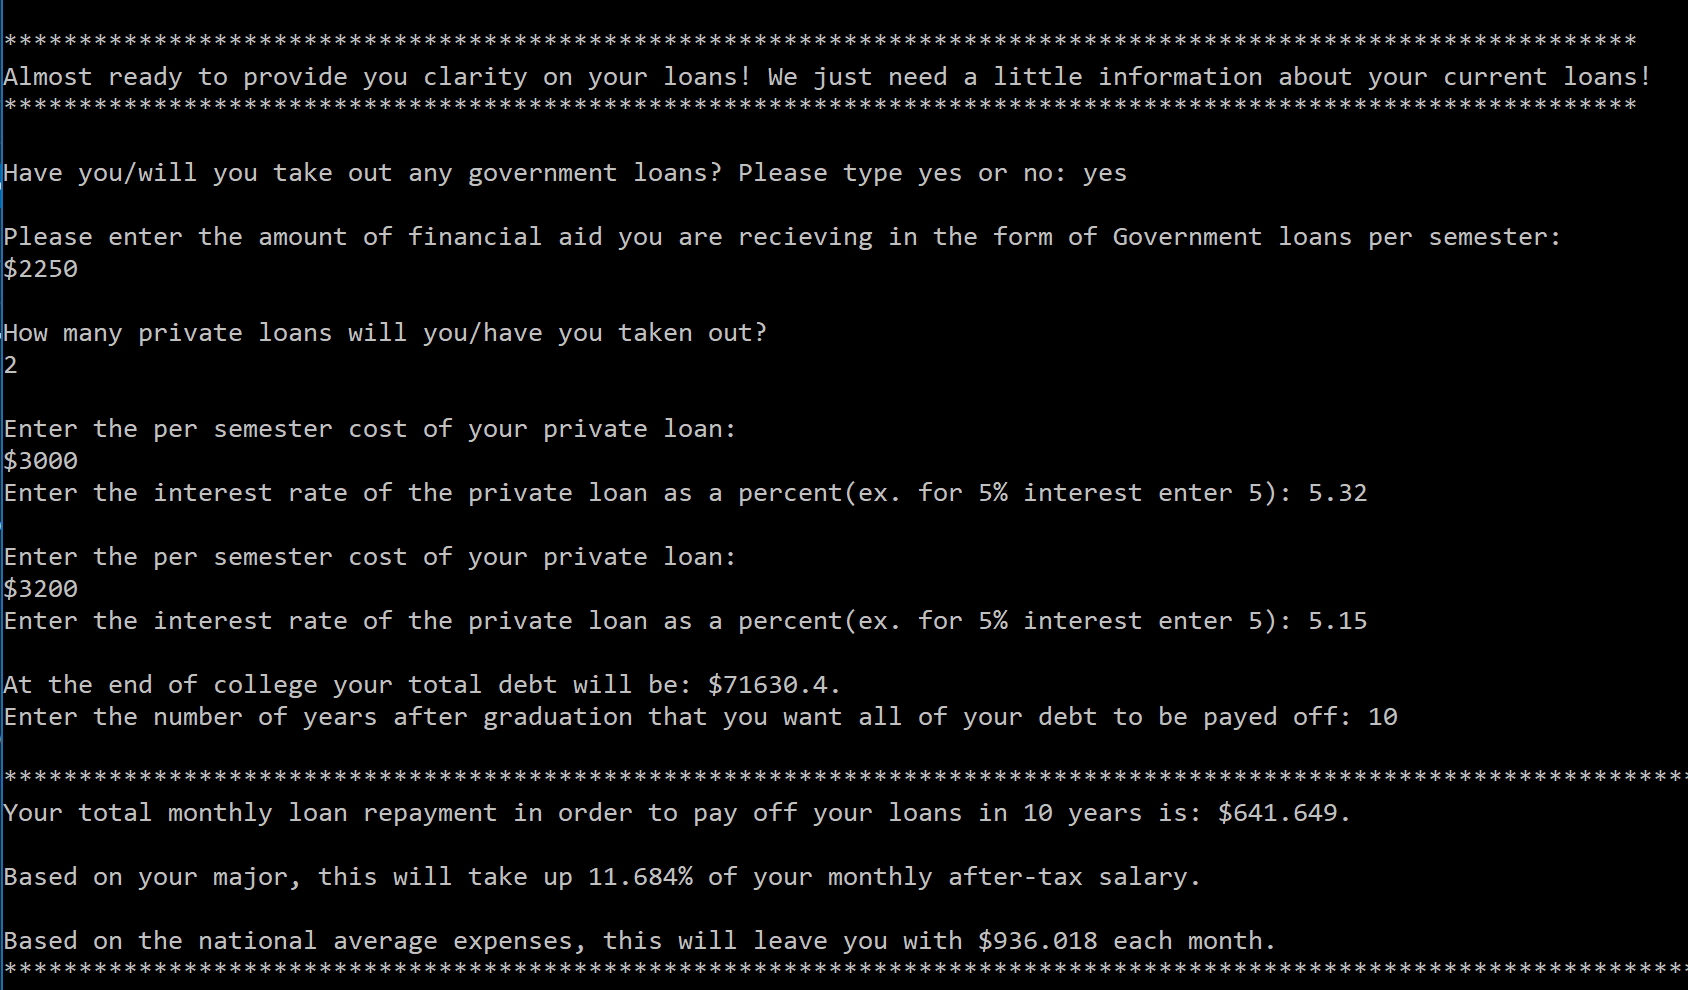 *************************************************************************************************************
Almost ready to provide you clarity on your loans! We just need a little information about your current loans!
*************************************************************************************************************
Have you/will you take out any government loans? Please type yes or no: yes
Please enter the amount of financial aid you are recieving in the form of Government loans per semester:
$2250
How many private loans will you/have you taken out?
2
Enter the per semester cost of your private loan:
$3000
Enter the interest rate of the private loan as a percent(ex. for 5% interest enter 5): 5.32
Enter the per semester cost of your private loan:
$3200
Enter the interest rate of the private loan as a percent(ex. for 5% interest enter 5): 5.15
At the end of college your total debt will be: $71630.4.
Enter the number of years after graduation that you want all of your debt to be payed off: 10
*****************************************************************************************************************
Your total monthly loan repayment in order to pay off your loans in 10 years is: $641.649.
Based on your major, this will take up 11.684% of your monthly after-tax salary.
Based on the national average expenses, this will leave you with $936.018 each month.
*****************************************************************************************************************